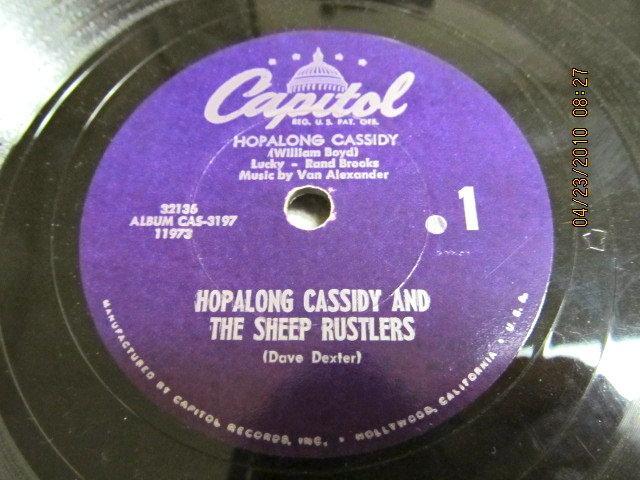 Capitol
REG. U.S. PAT. OFF.
HOPALONG CASSIDY
(William Boyd)
Lucky - Rand Brooks
Music by Van Alexander
32136
ALBUM CAS-3197
11973
1
HOPALONG CASSIDY AND
THE SHEEP RUSTLERS
(Dave Dexter)
MANUFACTURED BY CAPITOL RECORDS, INC. • HOLLYWOOD, CALIFORNIA • U.S.A.
04/23/2010 08:27